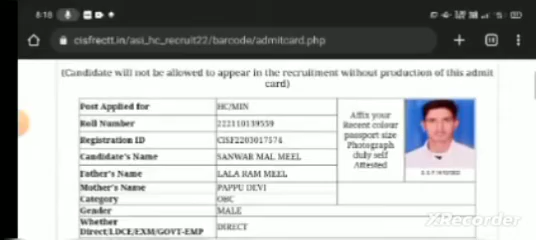 8:18
cisfrectt.in/asi_hc_recruit22/barcode/admitcard.php
(Candidate will not be allowed to appear in the recruitment without production of this admit
card)
Post Applied for HC/MIN
Roll Number 222110139559
Registration ID CISF2203017574
Candidate's Name SANWAR MAL MEEL
Father's Name LALA RAM MEEL
Mother's Name PAPPU DEVI
Category OBC
Gender MALE
Whether
Direct/LDCE/EXM/GOVT-EMP DIRECT
Affix your
Recent colour
passport size
Photograph
duly self
Attested
XRecorder